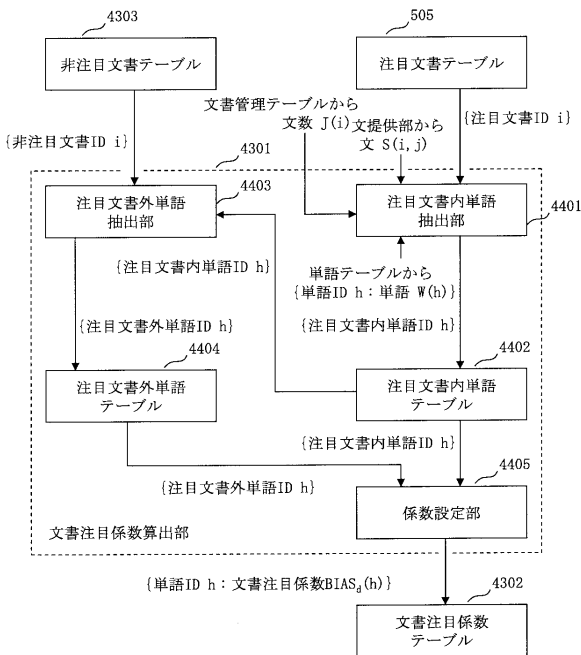 4303
505
非注目文書テーブル
注目文書テーブル
文書管理テーブルから
文数 J(i)
文提供部から
文 S(i,j)
{注目文書ID i}
{非注目文書ID i}
4301
4403
注目文書外単語
抽出部
注目文書内単語
抽出部
4401
{注目文書内単語ID h}
単語テーブルから
{単語ID h：単語 W(h)}
{注目文書内単語ID h}
{注目文書外単語ID h}
4404
4402
注目文書外単語
テーブル
注目文書内単語
テーブル
{注目文書内単語ID h}
4405
{注目文書外単語ID h}
係数設定部
文書注目係数算出部
{単語ID h：文書注目係数BIASd(h)}
4302
文書注目係数
テーブル